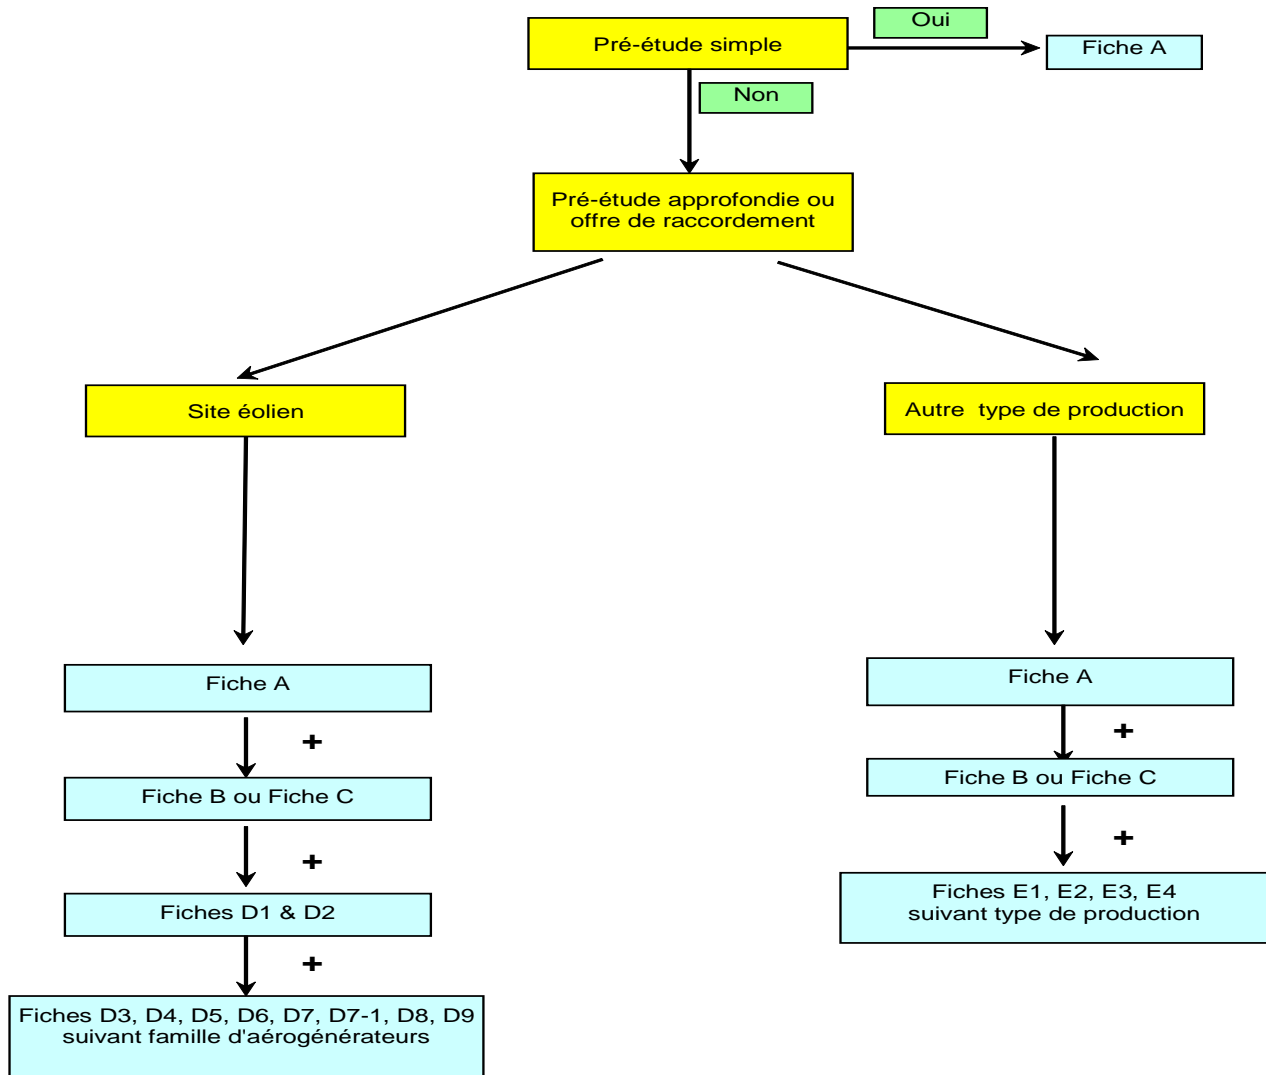 Oui
Pré-étude simple
Fiche A
Non
Pré-étude approfondie ou
offre de raccordement
Site éolien
Autre type de production
Fiche A
+
Fiche B ou Fiche C
+
Fiches D1 & D2
+
Fiches D3, D4, D5, D6, D7, D7-1, D8, D9
suivant famille d'aérogénérateurs
Fiche A
+
Fiche B ou Fiche C
+
Fiches E1, E2, E3, E4
suivant type de production